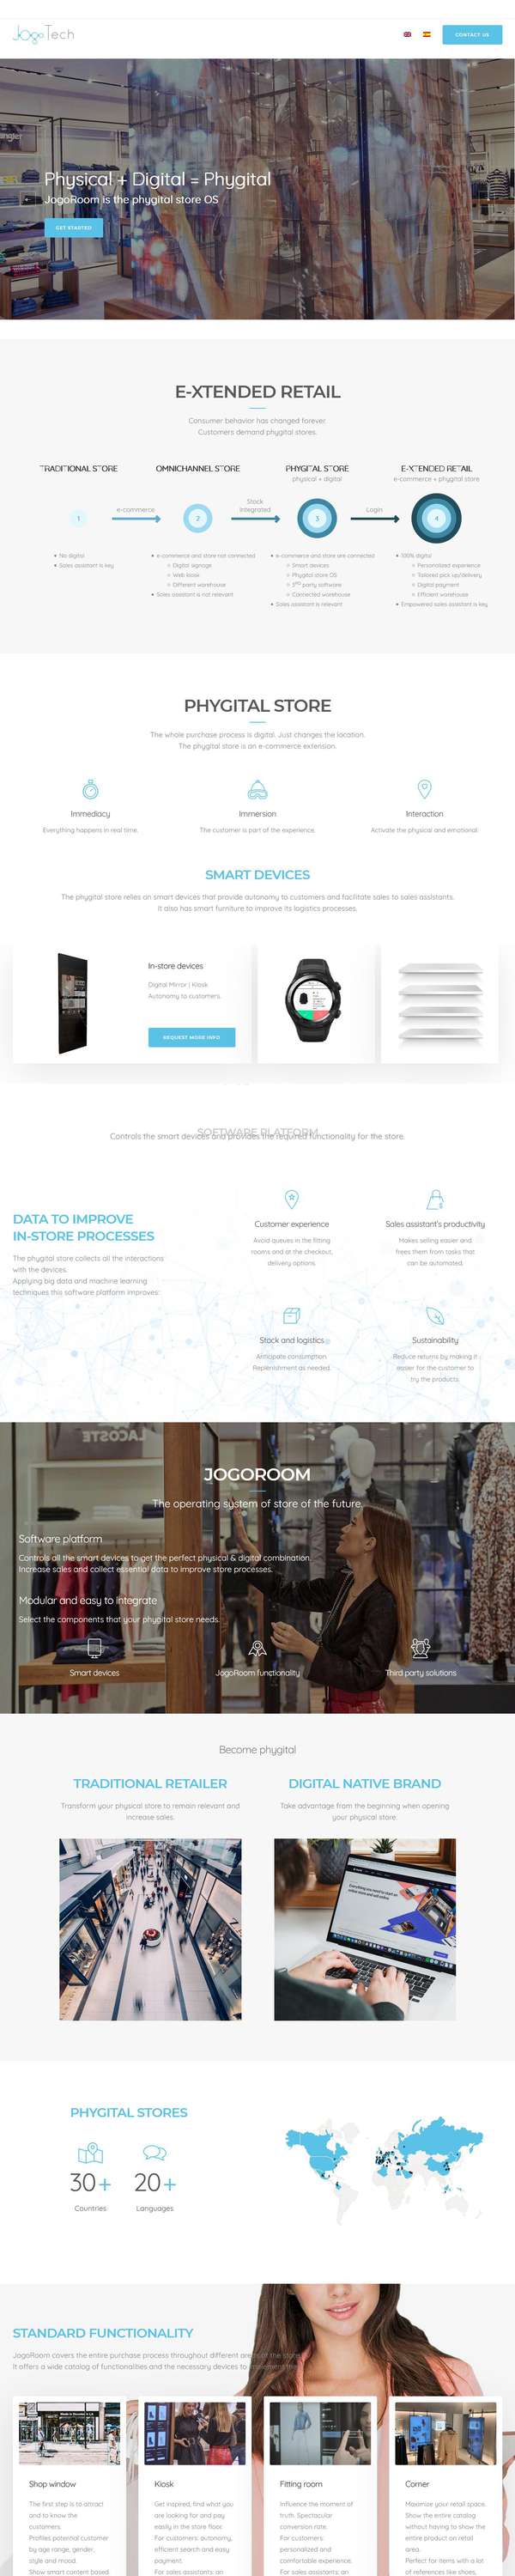 JogoTech
CONTACT US
Physical + Digital = Phygital
JogoRoom is the phygital store OS
GET STARTED
E-XTENDED RETAIL
Consumer behavior has changed forever.
Customers demand phygital stores.
TRADITIONAL STORE
OMNICHANNEL STORE
PHYGITAL STORE
physical + digital
E-XTENDED RETAIL
e-commerce + phygital store
1
e-commerce
2
Stock
Integrated
3
Login
4
No digital
Sales assistant is key
e-commerce and store not connected
Digital signage
Web kiosk
Different warehouse
Sales assistant is not relevant
e-commerce and store are connected
Smart devices
Phygital store OS
3RD party software
Connected warehouse
Sales assistant is relevant
100% digital
Personalized experience
Tailored pick up/delivery
Digital payment
Efficient warehouse
Empowered sales assistant is key
PHYGITAL STORE
The whole purchase process is digital. Just changes the location.
The phygital store is an e-commerce extension.
Immediacy
Everything happens in real time.
Immersion
The customer is part of the experience.
Interaction
Activate the physical and emotional.
SMART DEVICES
The phygital store relies on smart devices that provide autonomy to customers and facilitate sales to sales assistants.
It also has smart furniture to improve its logistics processes.
In-store devices
Digital Mirror | Kiosk
Autonomy to customers.
REQUEST MORE INFO
SOFTWARE PLATFORM
Controls the smart devices and provides the required functionality for the store.
DATA TO IMPROVE
IN-STORE PROCESSES
The phygital store collects all the interactions
with the devices.
Applying big data and machine learning
techniques this software platform improves:
Customer experience
Avoid queues in the fitting
rooms and at the checkout,
delivery options.
Sales assistant's productivity
Makes selling easier and
frees them from tasks that
can be automated.
Stock and logistics
Anticipate consumption.
Replenishment as needed.
Sustainability
Reduce returns by making it
easier for the customer to
try the products.
LACOSTE
JOGOROOM
The operating system of store of the future.
Software platform
Controls all the smart devices to get the perfect physical & digital combination.
Increase sales and collect essential data to improve store processes.
Modular and easy to integrate
Select the components that your phygital store needs.
Smart devices
JogoRoom functionality
Third party solutions
Become phygital
TRADITIONAL RETAILER
Transform your physical store to remain relevant and
increase sales.
DIGITAL NATIVE BRAND
Take advantage from the beginning when opening
your physical store.
PHYGITAL STORES
30+
Countries
20+
Languages
STANDARD FUNCTIONALITY
JogoRoom covers the entire purchase process throughout different areas of the store
It offers a wide catalog of functionalities and the necessary devices to
Shop window
The first step is to attract
and to know the
customers.
Profiles potential customer
by age range, gender,
style and mood.
Show smart content based
Kiosk
Get inspired, find what you
are looking for and pay
easily in the store floor.
For customers: autonomy,
efficient search and easy
payment.
For sales assistants: an
Fitting room
Influence the moment of
truth. Spectacular
conversion rate.
For customers:
personalized and
comfortable experience.
For sales assistants: an
Corner
Maximize your retail space.
Show the entire catalog
without having to show the
entire product on retail
area.
Perfect for items with a lot
of references like shoes,